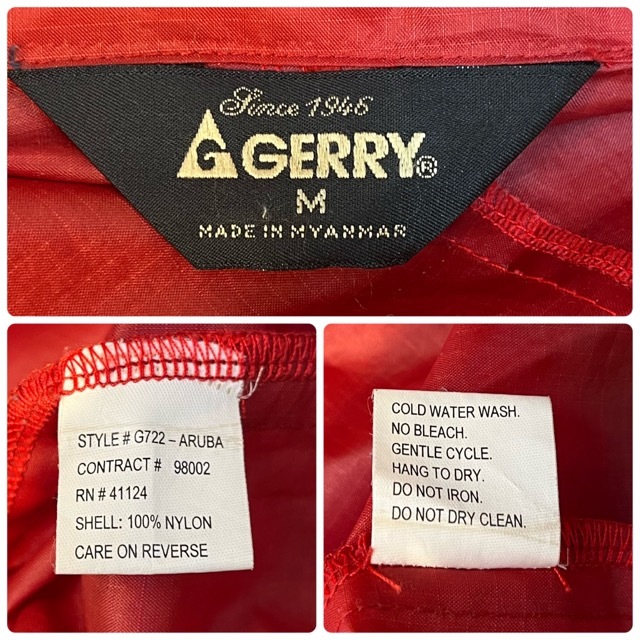 Since 1946
GERRY®
M
MADE IN MYANMAR
STYLE # G722 – ARUBA
CONTRACT # 98002
RN # 41124
SHELL: 100% NYLON
CARE ON REVERSE
COLD WATER WASH.
NO BLEACH.
GENTLE CYCLE.
HANG TO DRY.
DO NOT IRON.
DO NOT DRY CLEAN.